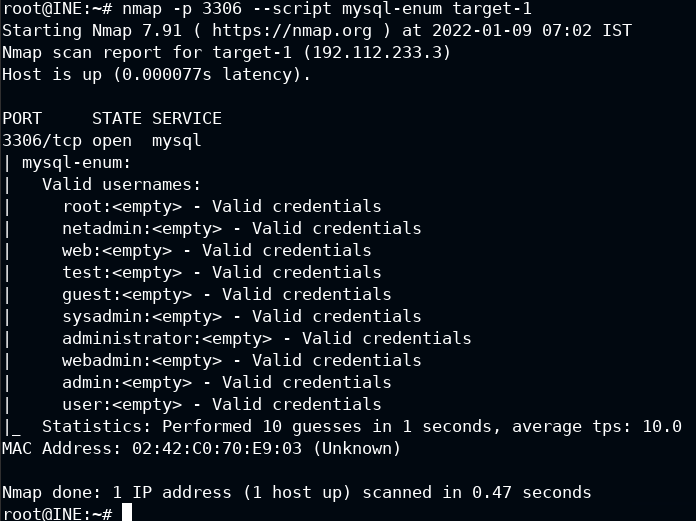 root@INE:~# nmap -p 3306 --script mysql-enum target-1
Starting Nmap 7.91 ( https://nmap.org ) at 2022-01-09 07:02 IST
Nmap scan report for target-1 (192.112.233.3)
Host is up (0.000077s latency).

PORT     STATE SERVICE
3306/tcp open  mysql
| mysql-enum:
|   Valid usernames:
|     root:<empty> - Valid credentials
|     netadmin:<empty> - Valid credentials
|     web:<empty> - Valid credentials
|     test:<empty> - Valid credentials
|     guest:<empty> - Valid credentials
|     sysadmin:<empty> - Valid credentials
|     administrator:<empty> - Valid credentials
|     webadmin:<empty> - Valid credentials
|     admin:<empty> - Valid credentials
|     user:<empty> - Valid credentials
|_  Statistics: Performed 10 guesses in 1 seconds, average tps: 10.0
MAC Address: 02:42:C0:70:E9:03 (Unknown)

Nmap done: 1 IP address (1 host up) scanned in 0.47 seconds
root@INE:~#